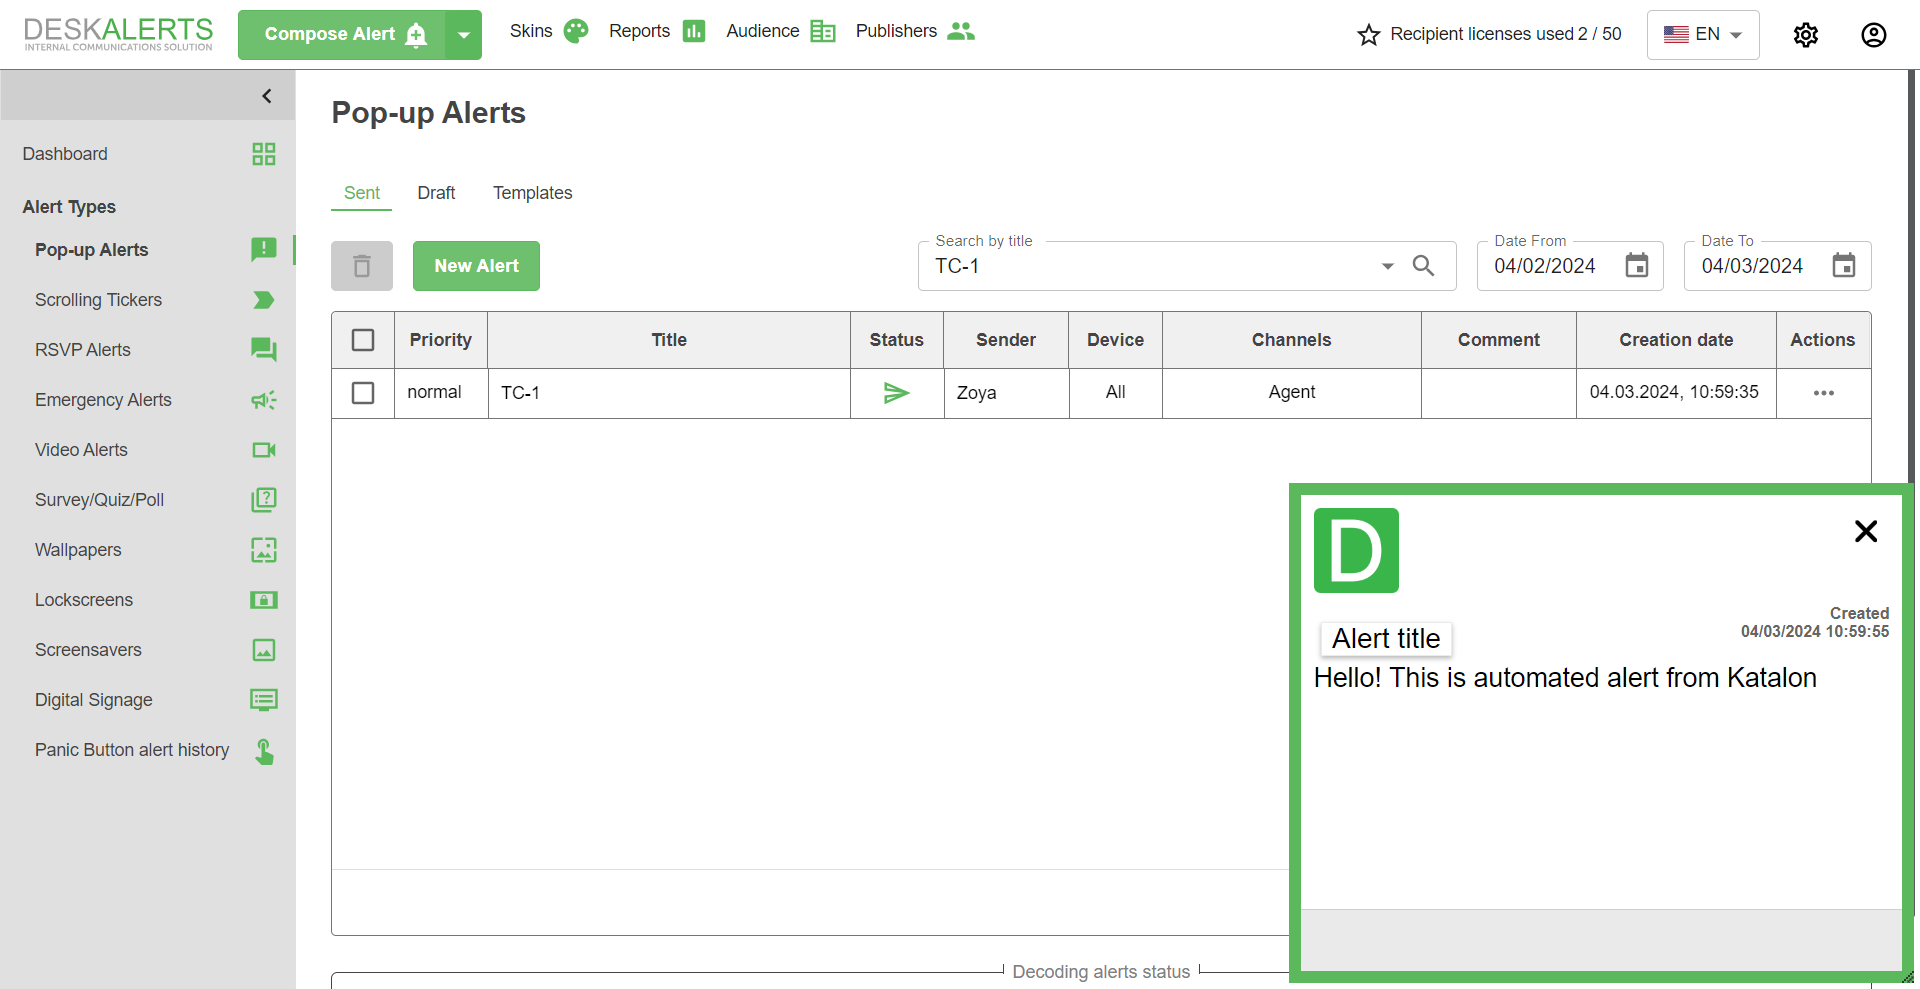 DESKALERTS
INTERNAL COMMUNICATIONS SOLUTION
Compose Alert
Skins
Reports
Audience
Publishers
Recipient licenses used 2 / 50
EN
Dashboard
Alert Types
Pop-up Alerts
Scrolling Tickers
RSVP Alerts
Emergency Alerts
Video Alerts
Survey/Quiz/Poll
Wallpapers
Lockscreens
Screensavers
Digital Signage
Panic Button alert history
Pop-up Alerts
Sent Draft Templates
New Alert
Search by title
TC-1
Date From
04/02/2024
Date To
04/03/2024
Priority Title Status Sender Device Channels Comment Creation date Actions
normal TC-1 Zoya All Agent 04.03.2024, 10:59:35
D
Created
04/03/2024 10:59:55
Alert title
Hello! This is automated alert from Katalon
Decoding alerts status